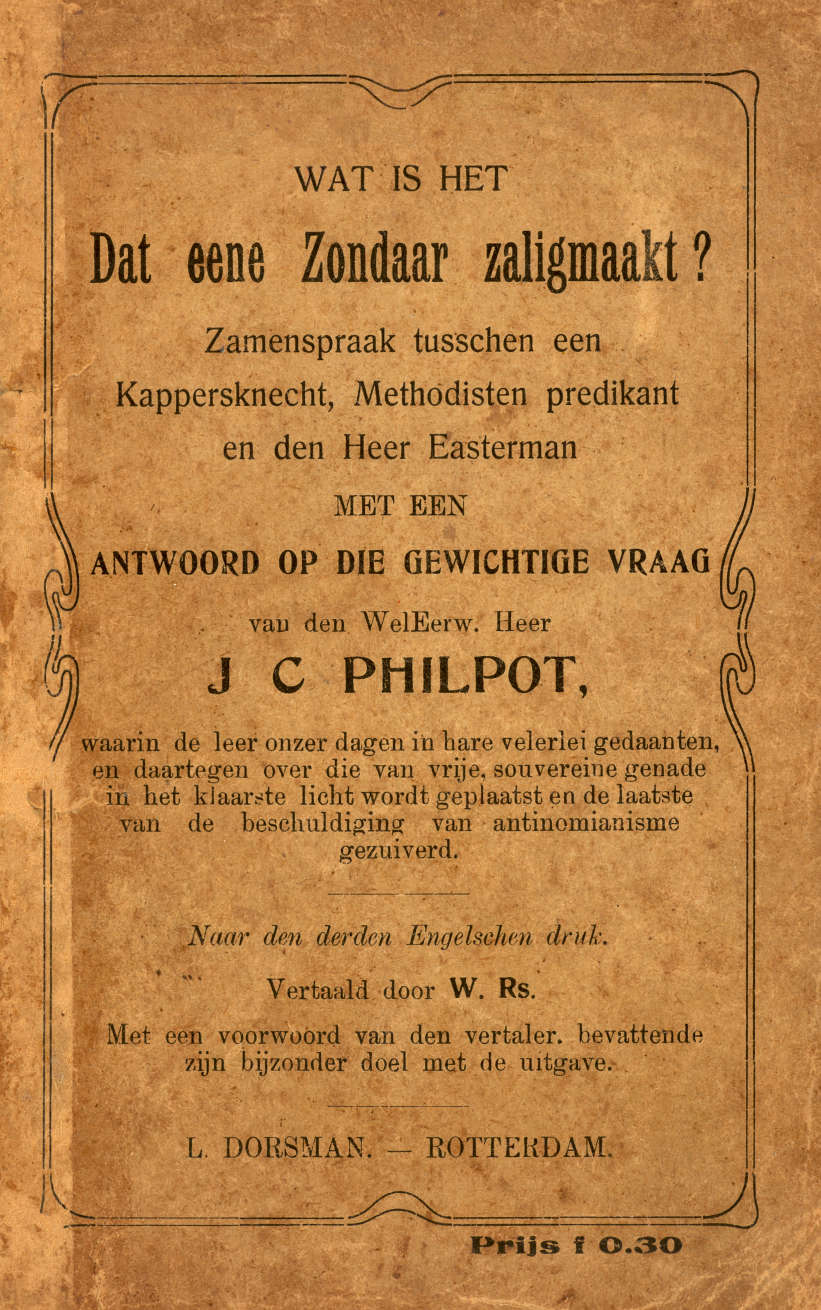 WAT IS HET
Dat eene Zondaar zaligmaakt?
Zamenspraak tusschen een
Kappersknecht, Methodisten predikant
en den Heer Easterman
MET EEN
ANTWOORD OP DIE GEWICHTIGE VRAAG
van den WelEerw. Heer
J C PHILPOT,
waarin de leer onzer dagen in hare velerlei gedaanten,
en daartegen over die van vrije, souvereine genade
in het klaarste licht wordt geplaatst en de laatste
van de beschuldiging van antinomianisme
gezuiverd.
Naar den derden Engelschen druk.
Vertaald door W. Rs.
Met een voorwoord van den vertaler. bevattende
zijn bijzonder doel met de uitgave.
L. DORSMAN. — ROTTERDAM.
Prijs f 0.30